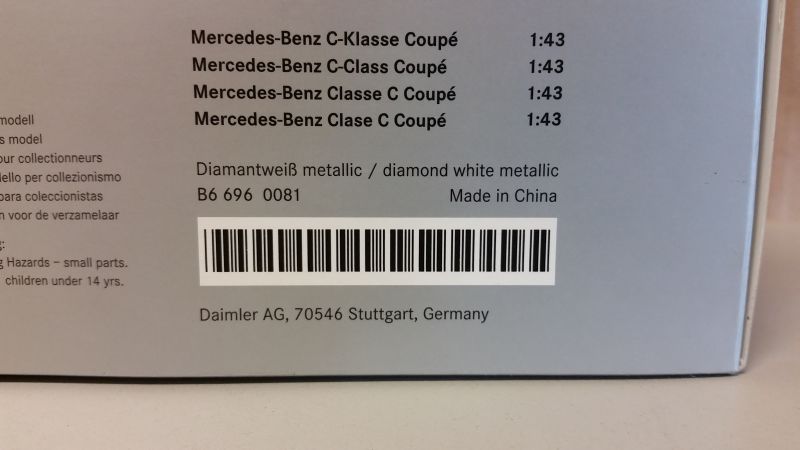 Mercedes-Benz C-Klasse Coupé 1:43
Mercedes-Benz C-Class Coupé 1:43
Mercedes-Benz Classe C Coupé 1:43
Mercedes-Benz Clase C Coupé 1:43
modell
model
collectionneurs
per collezionismo
para coleccionistas
voor de verzamelaar
Diamantweiß metallic / diamond white metallic
B6 696 0081 Made in China
Hazards – small parts.
children under 14 yrs.
Daimler AG, 70546 Stuttgart, Germany